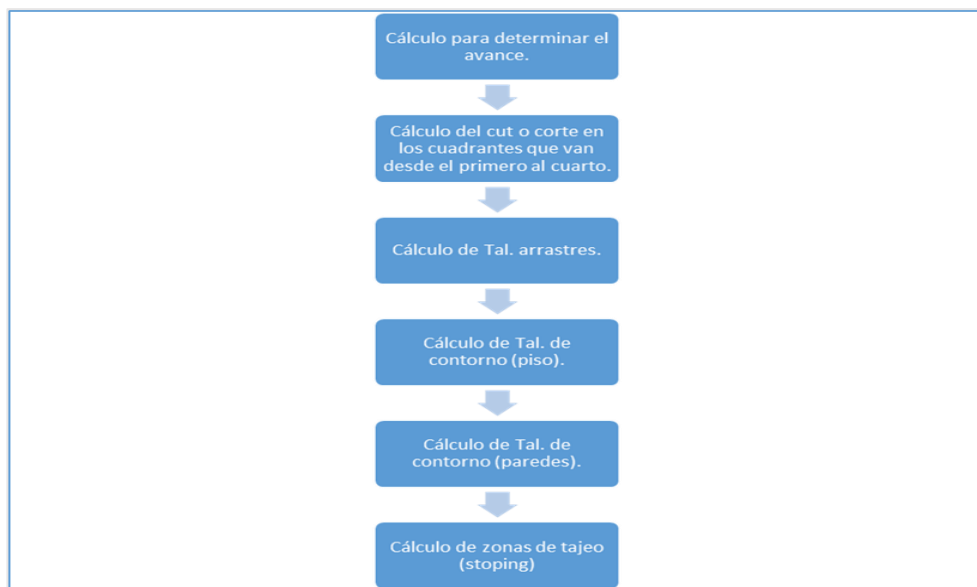 Cálculo para determinar el
avance.
Cálculo del cut o corte en
los cuadrantes que van
desde el primero al cuarto.
Cálculo de Tal. arrastres.
Cálculo de Tal. de
contorno (piso).
Cálculo de Tal. de
contorno (paredes).
Cálculo de zonas de tajeo
(stoping)